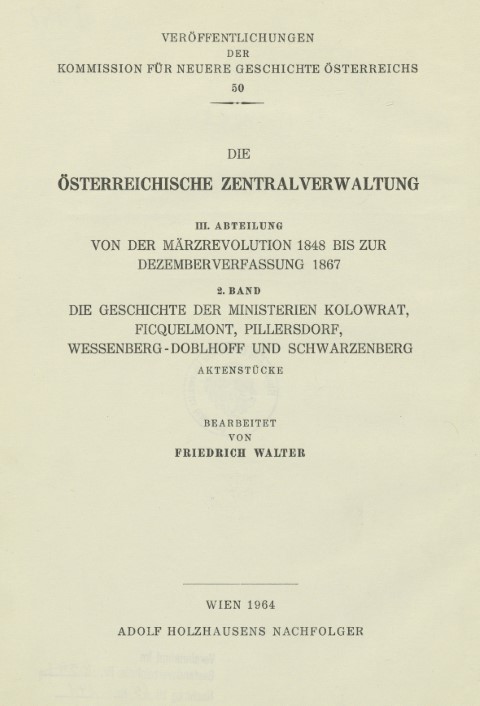 VERÖFFENTLICHUNGEN
DER
KOMMISSION FÜR NEUERE GESCHICHTE ÖSTERREICHS
50
DIE
ÖSTERREICHISCHE ZENTRALVERWALTUNG
III. ABTEILUNG
VON DER MÄRZREVOLUTION 1848 BIS ZUR
DEZEMBERVERFASSUNG 1867
2. BAND
DIE GESCHICHTE DER MINISTERIEN KOLOWRAT,
FICQUELMONT, PILLERSDORF,
WESSENBERG-DOBLHOFF UND SCHWARZENBERG
AKTENSTÜCKE
BEARBEITET
VON
FRIEDRICH WALTER
WIEN 1964
ADOLF HOLZHAUSENS NACHFOLGER